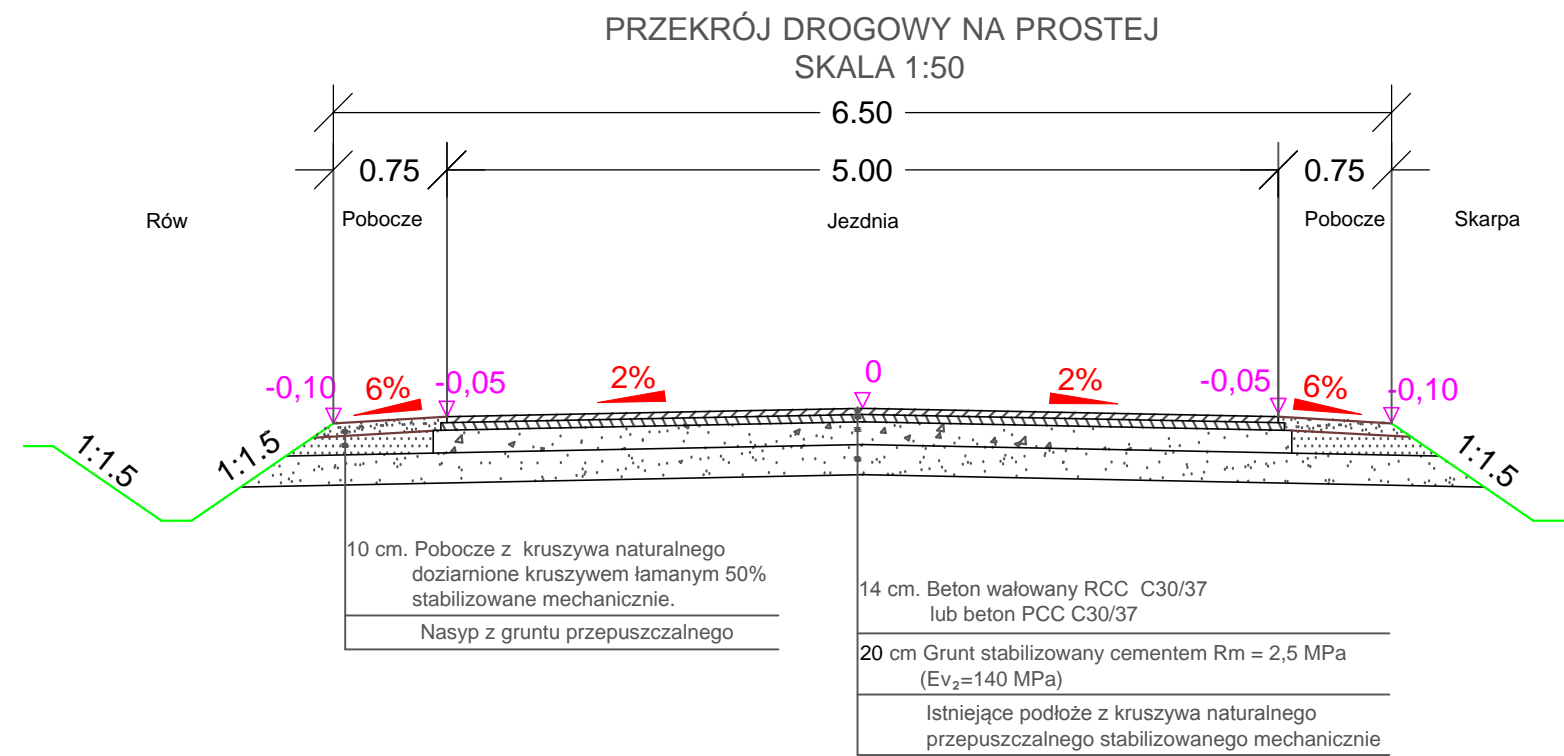 PRZEKRÓJ DROGOWY NA PROSTEJ
SKALA 1:50
6.50
0.75 5.00 0.75
Rów Pobocze Jezdnia Pobocze Skarpa
-0,10 6% -0,05 2% 0 2% -0,05 6% -0,10
1:1.5 1:1.5 1:1.5
10 cm. Pobocze z kruszywa naturalnego
doziarnione kruszywem łamanym 50%
stabilizowane mechanicznie.
Nasyp z gruntu przepuszczalnego
14 cm. Beton wałowany RCC C30/37
lub beton PCC C30/37
20 cm Grunt stabilizowany cementem Rm = 2,5 MPa
(Ev₂=140 MPa)
Istniejące podłoże z kruszywa naturalnego
przepuszczalnego stabilizowanego mechanicznie